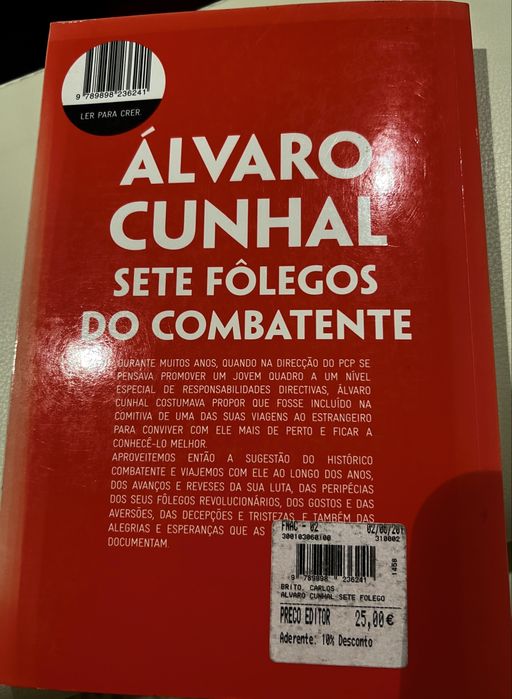 9 789898 236241
LER PARA CRER.
ÁLVARO
CUNHAL
SETE FÔLEGOS
DO COMBATENTE
DURANTE MUITOS ANOS, QUANDO NA DIRECÇÃO DO PCP SE
PENSAVA PROMOVER UM JOVEM QUADRO A UM NÍVEL
ESPECIAL DE RESPONSABILIDADES DIRECTIVAS, ÁLVARO
CUNHAL COSTUMAVA PROPOR QUE FOSSE INCLUÍDO NA
COMITIVA DE UMA DAS SUAS VIAGENS AO ESTRANGEIRO
PARA CONVIVER COM ELE MAIS DE PERTO E FICAR A
CONHECÊ-LO MELHOR.
APROVEITEMOS ENTÃO A SUGESTÃO DO HISTÓRICO
COMBATENTE E VIAJEMOS COM ELE AO LONGO DOS ANOS,
DOS AVANÇOS E REVESES DA SUA LUTA, DAS PERIPÉCIAS
DOS SEUS FÔLEGOS REVOLUCIONÁRIOS, DOS GOSTOS E DAS
AVERSÕES, DAS DECEPÇÕES E TRISTEZAS, E TAMBÉM DAS
ALEGRIAS E ESPERANÇAS QUE AS
DOCUMENTAM.
FNAC - 02 02/06/201
300103060100 310002
1458
9 789898 236241
BRITO, CARLOS
ALVARO CUNHAL SETE FOLEGO
PRECO EDITOR 25,00€
Aderente: 10% Desconto